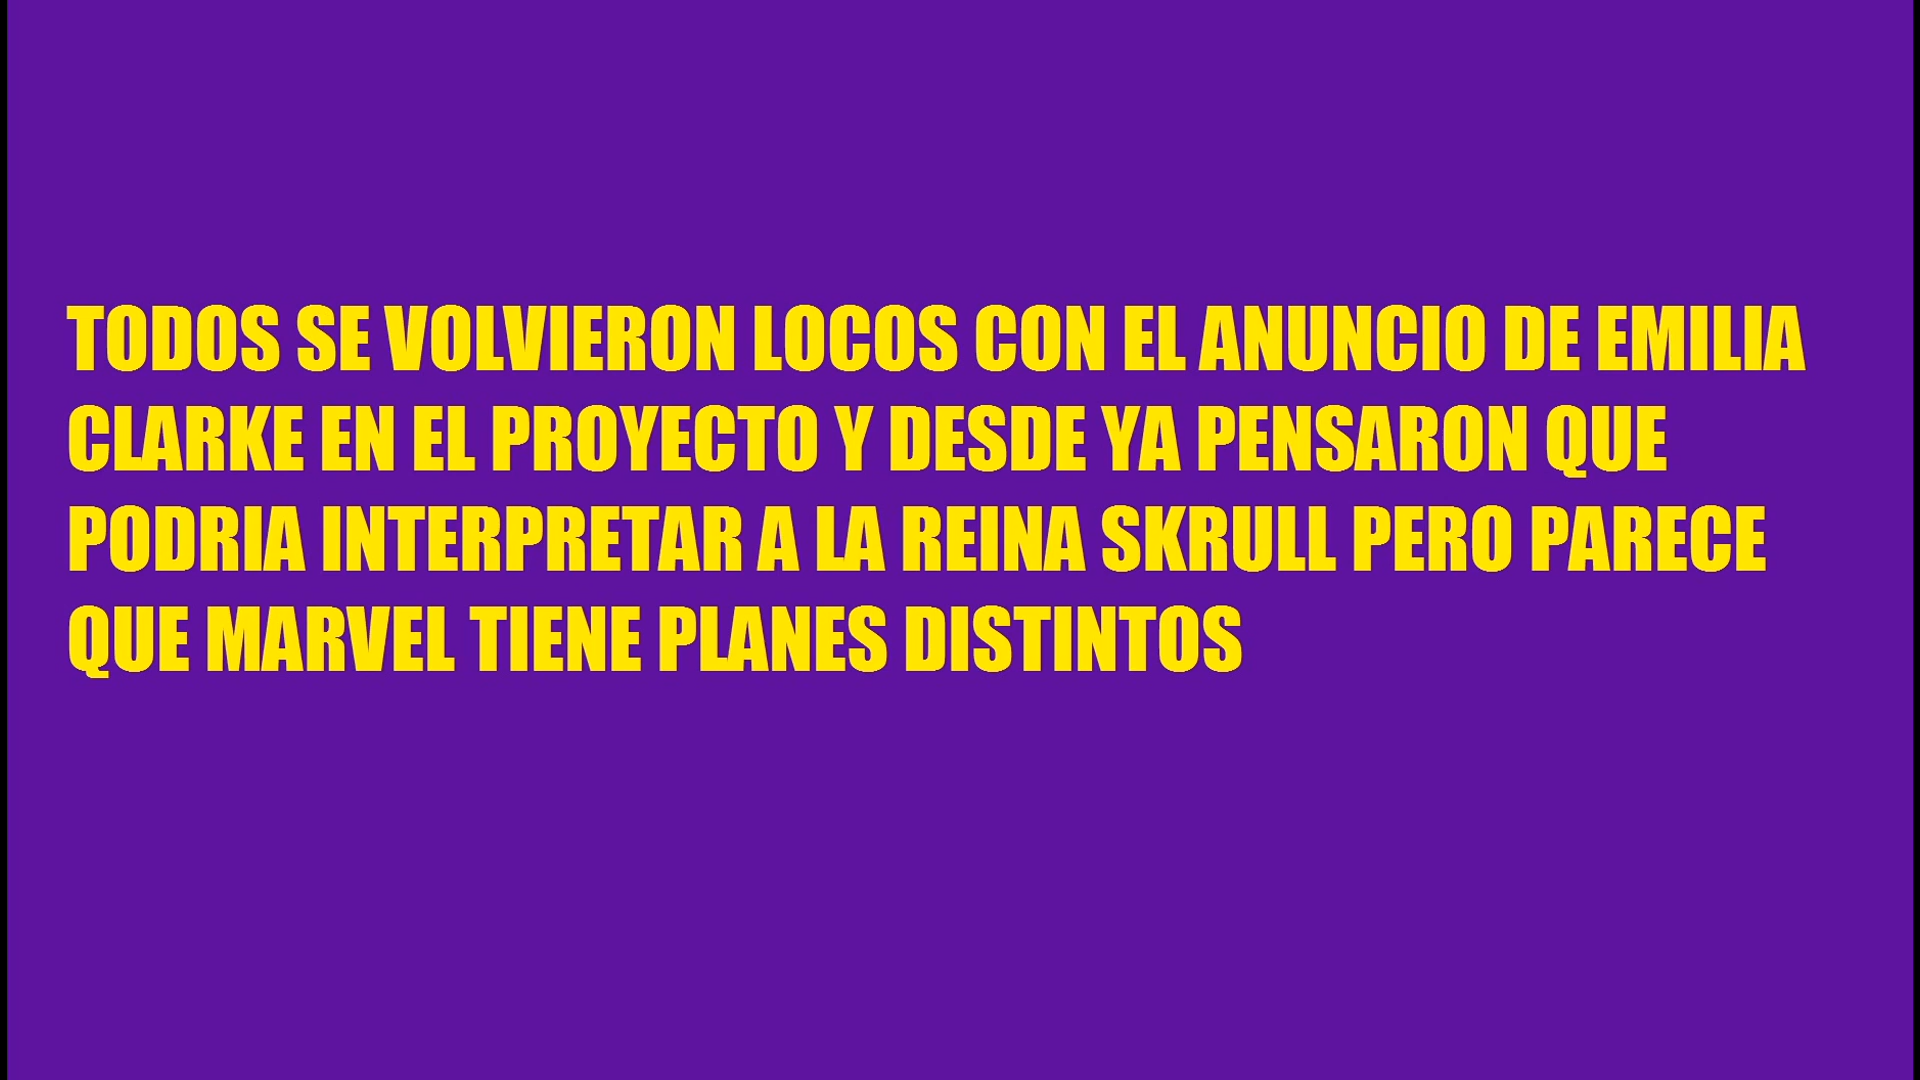 TODOS SE VOLVIERON LOCOS CON EL ANUNCIO DE EMILIA
CLARKE EN EL PROYECTO Y DESDE YA PENSARON QUE
PODRIA INTERPRETAR A LA REINA SKRULL PERO PARECE
QUE MARVEL TIENE PLANES DISTINTOS